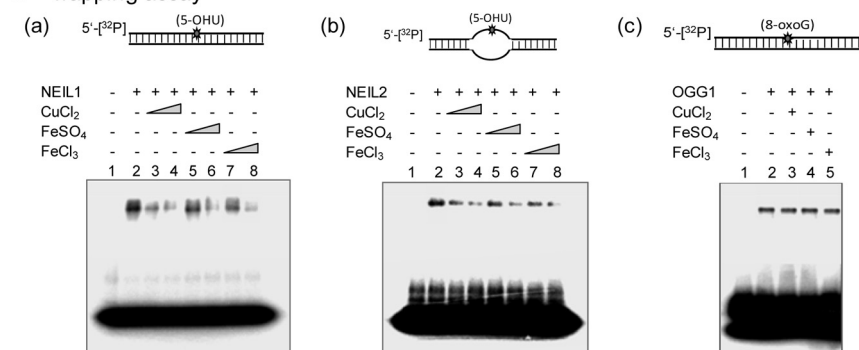 (a) 5‘-[³²P] (5-OHU)
NEIL1 - + + + + + + +
CuCl₂ - - - - - -
FeSO₄ - - - - - -
FeCl₃ - - - - - -
1 2 3 4 5 6 7 8
(b) 5‘-[³²P] (5-OHU)
NEIL2 - + + + + + + +
CuCl₂ - - - - - -
FeSO₄ - - - - - -
FeCl₃ - - - - - -
1 2 3 4 5 6 7 8
(c) 5‘-[³²P] (8-oxoG)
OGG1 - + + + +
CuCl₂ - - + - -
FeSO₄ - - - + -
FeCl₃ - - - - +
1 2 3 4 5